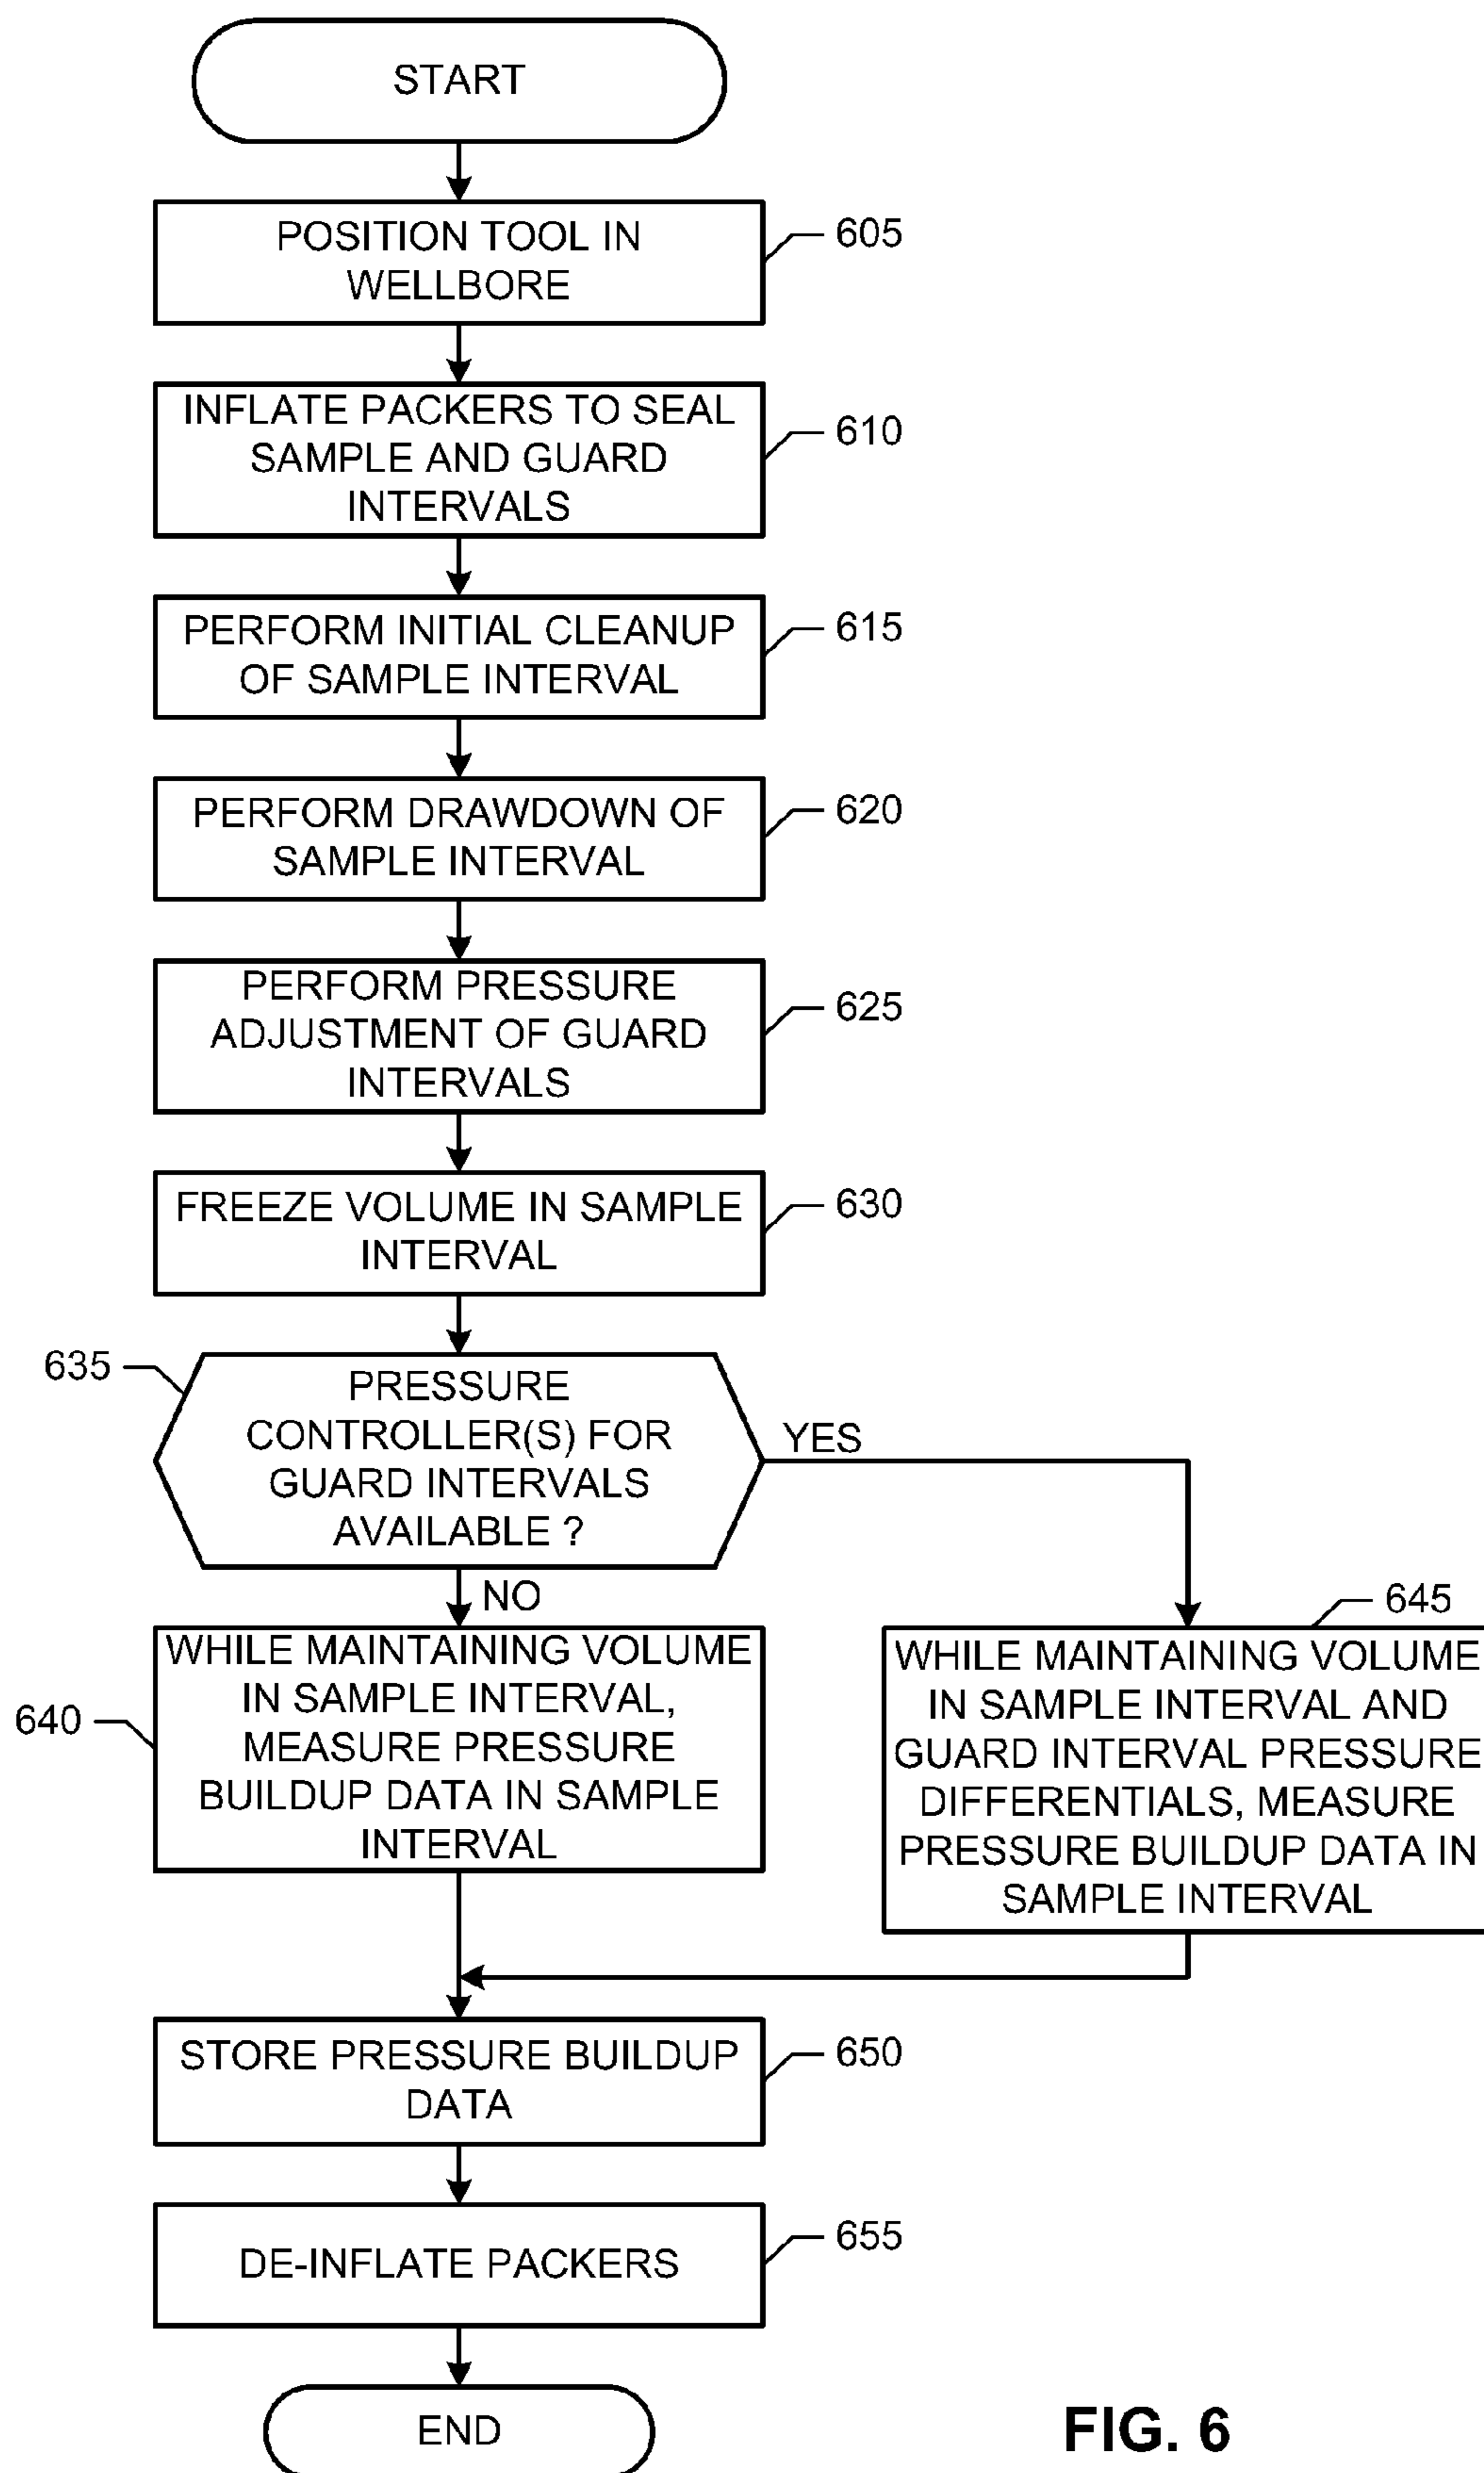 START
POSITION TOOL IN
WELLBORE
605
INFLATE PACKERS TO SEAL
SAMPLE AND GUARD
INTERVALS
610
PERFORM INITIAL CLEANUP
OF SAMPLE INTERVAL
615
PERFORM DRAWDOWN OF
SAMPLE INTERVAL
620
PERFORM PRESSURE
ADJUSTMENT OF GUARD
INTERVALS
625
FREEZE VOLUME IN SAMPLE
INTERVAL
630
635
PRESSURE
CONTROLLER(S) FOR
GUARD INTERVALS
AVAILABLE ?
YES
NO
640
WHILE MAINTAINING VOLUME
IN SAMPLE INTERVAL,
MEASURE PRESSURE
BUILDUP DATA IN SAMPLE
INTERVAL
645
WHILE MAINTAINING VOLUME
IN SAMPLE INTERVAL AND
GUARD INTERVAL PRESSURE
DIFFERENTIALS, MEASURE
PRESSURE BUILDUP DATA IN
SAMPLE INTERVAL
STORE PRESSURE BUILDUP
DATA
650
DE-INFLATE PACKERS
655
END
FIG. 6